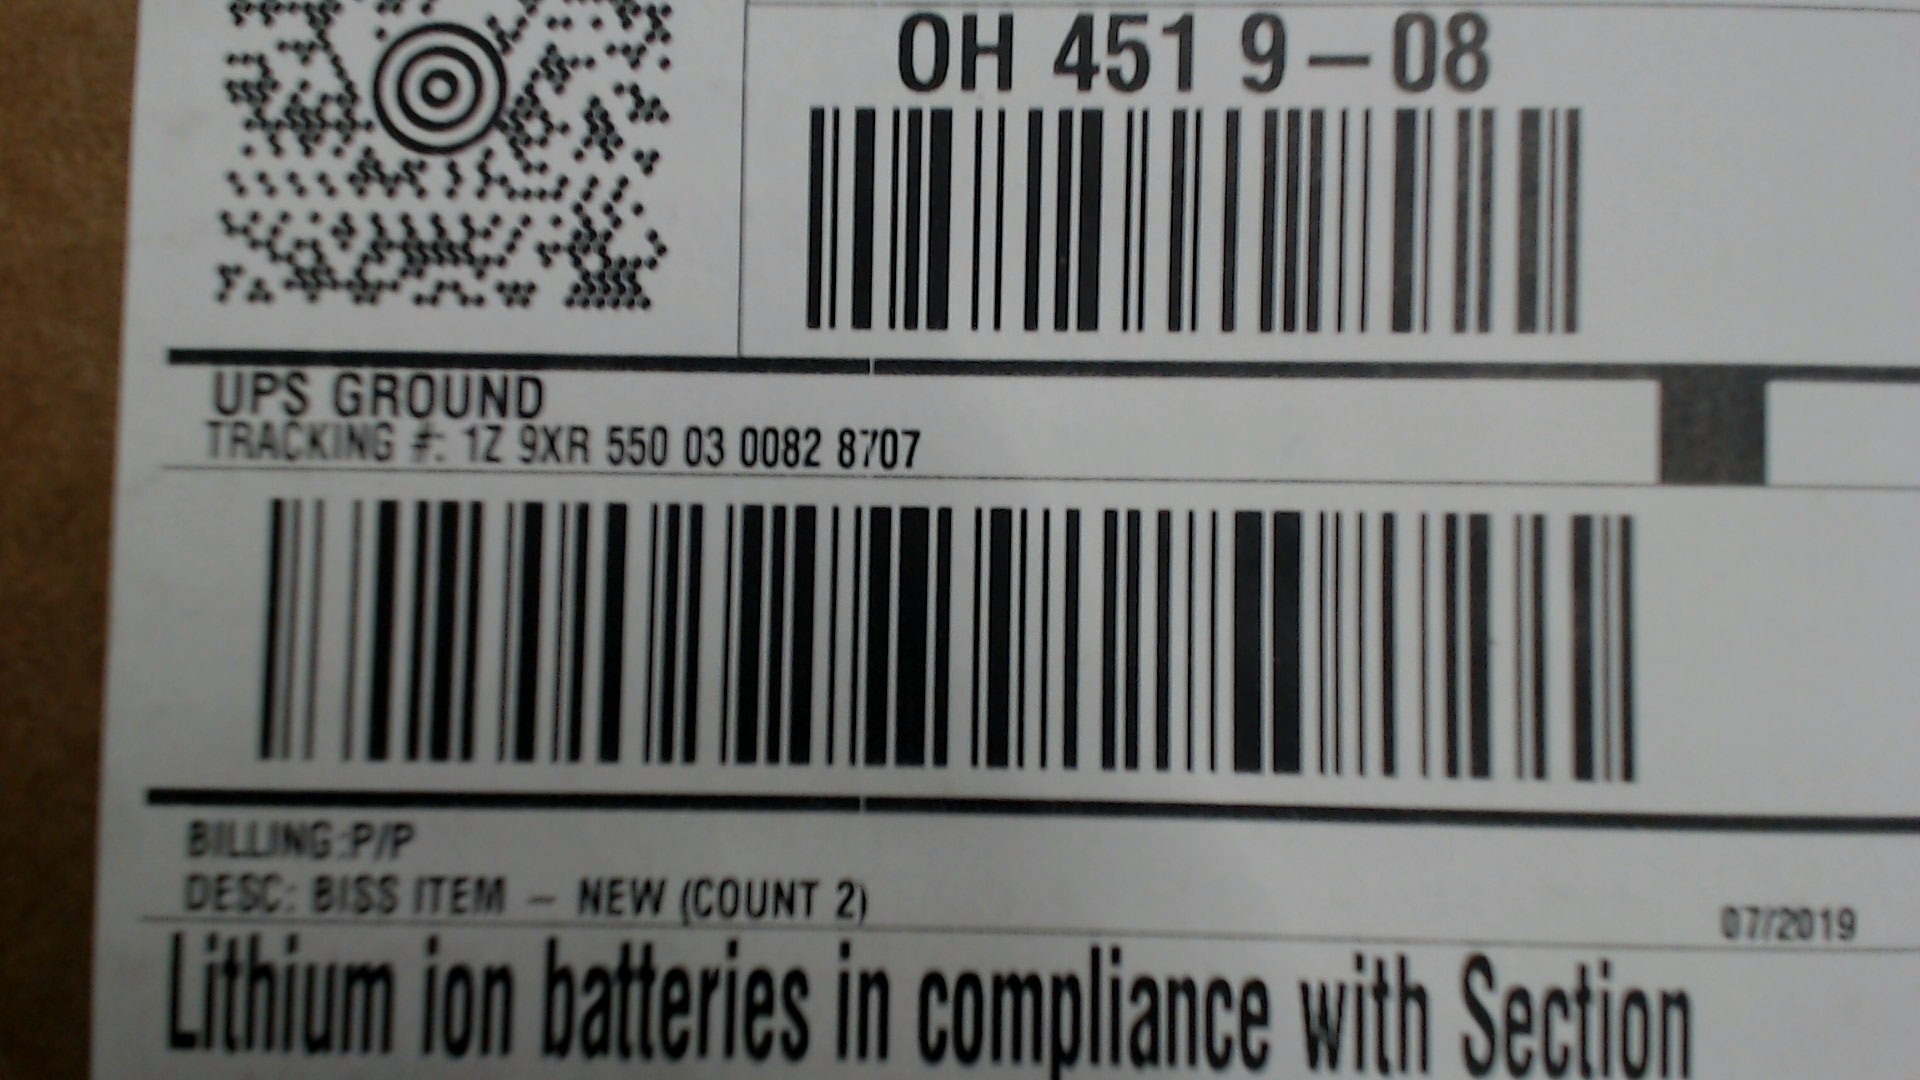 OH 451 9-08
UPS GROUND
TRACKING #: 1Z 9XR 550 03 0082 8707
BILLING:P/P
DESC: BISS ITEM - NEW (COUNT 2)
07/2019
Lithium ion batteries in compliance with Section